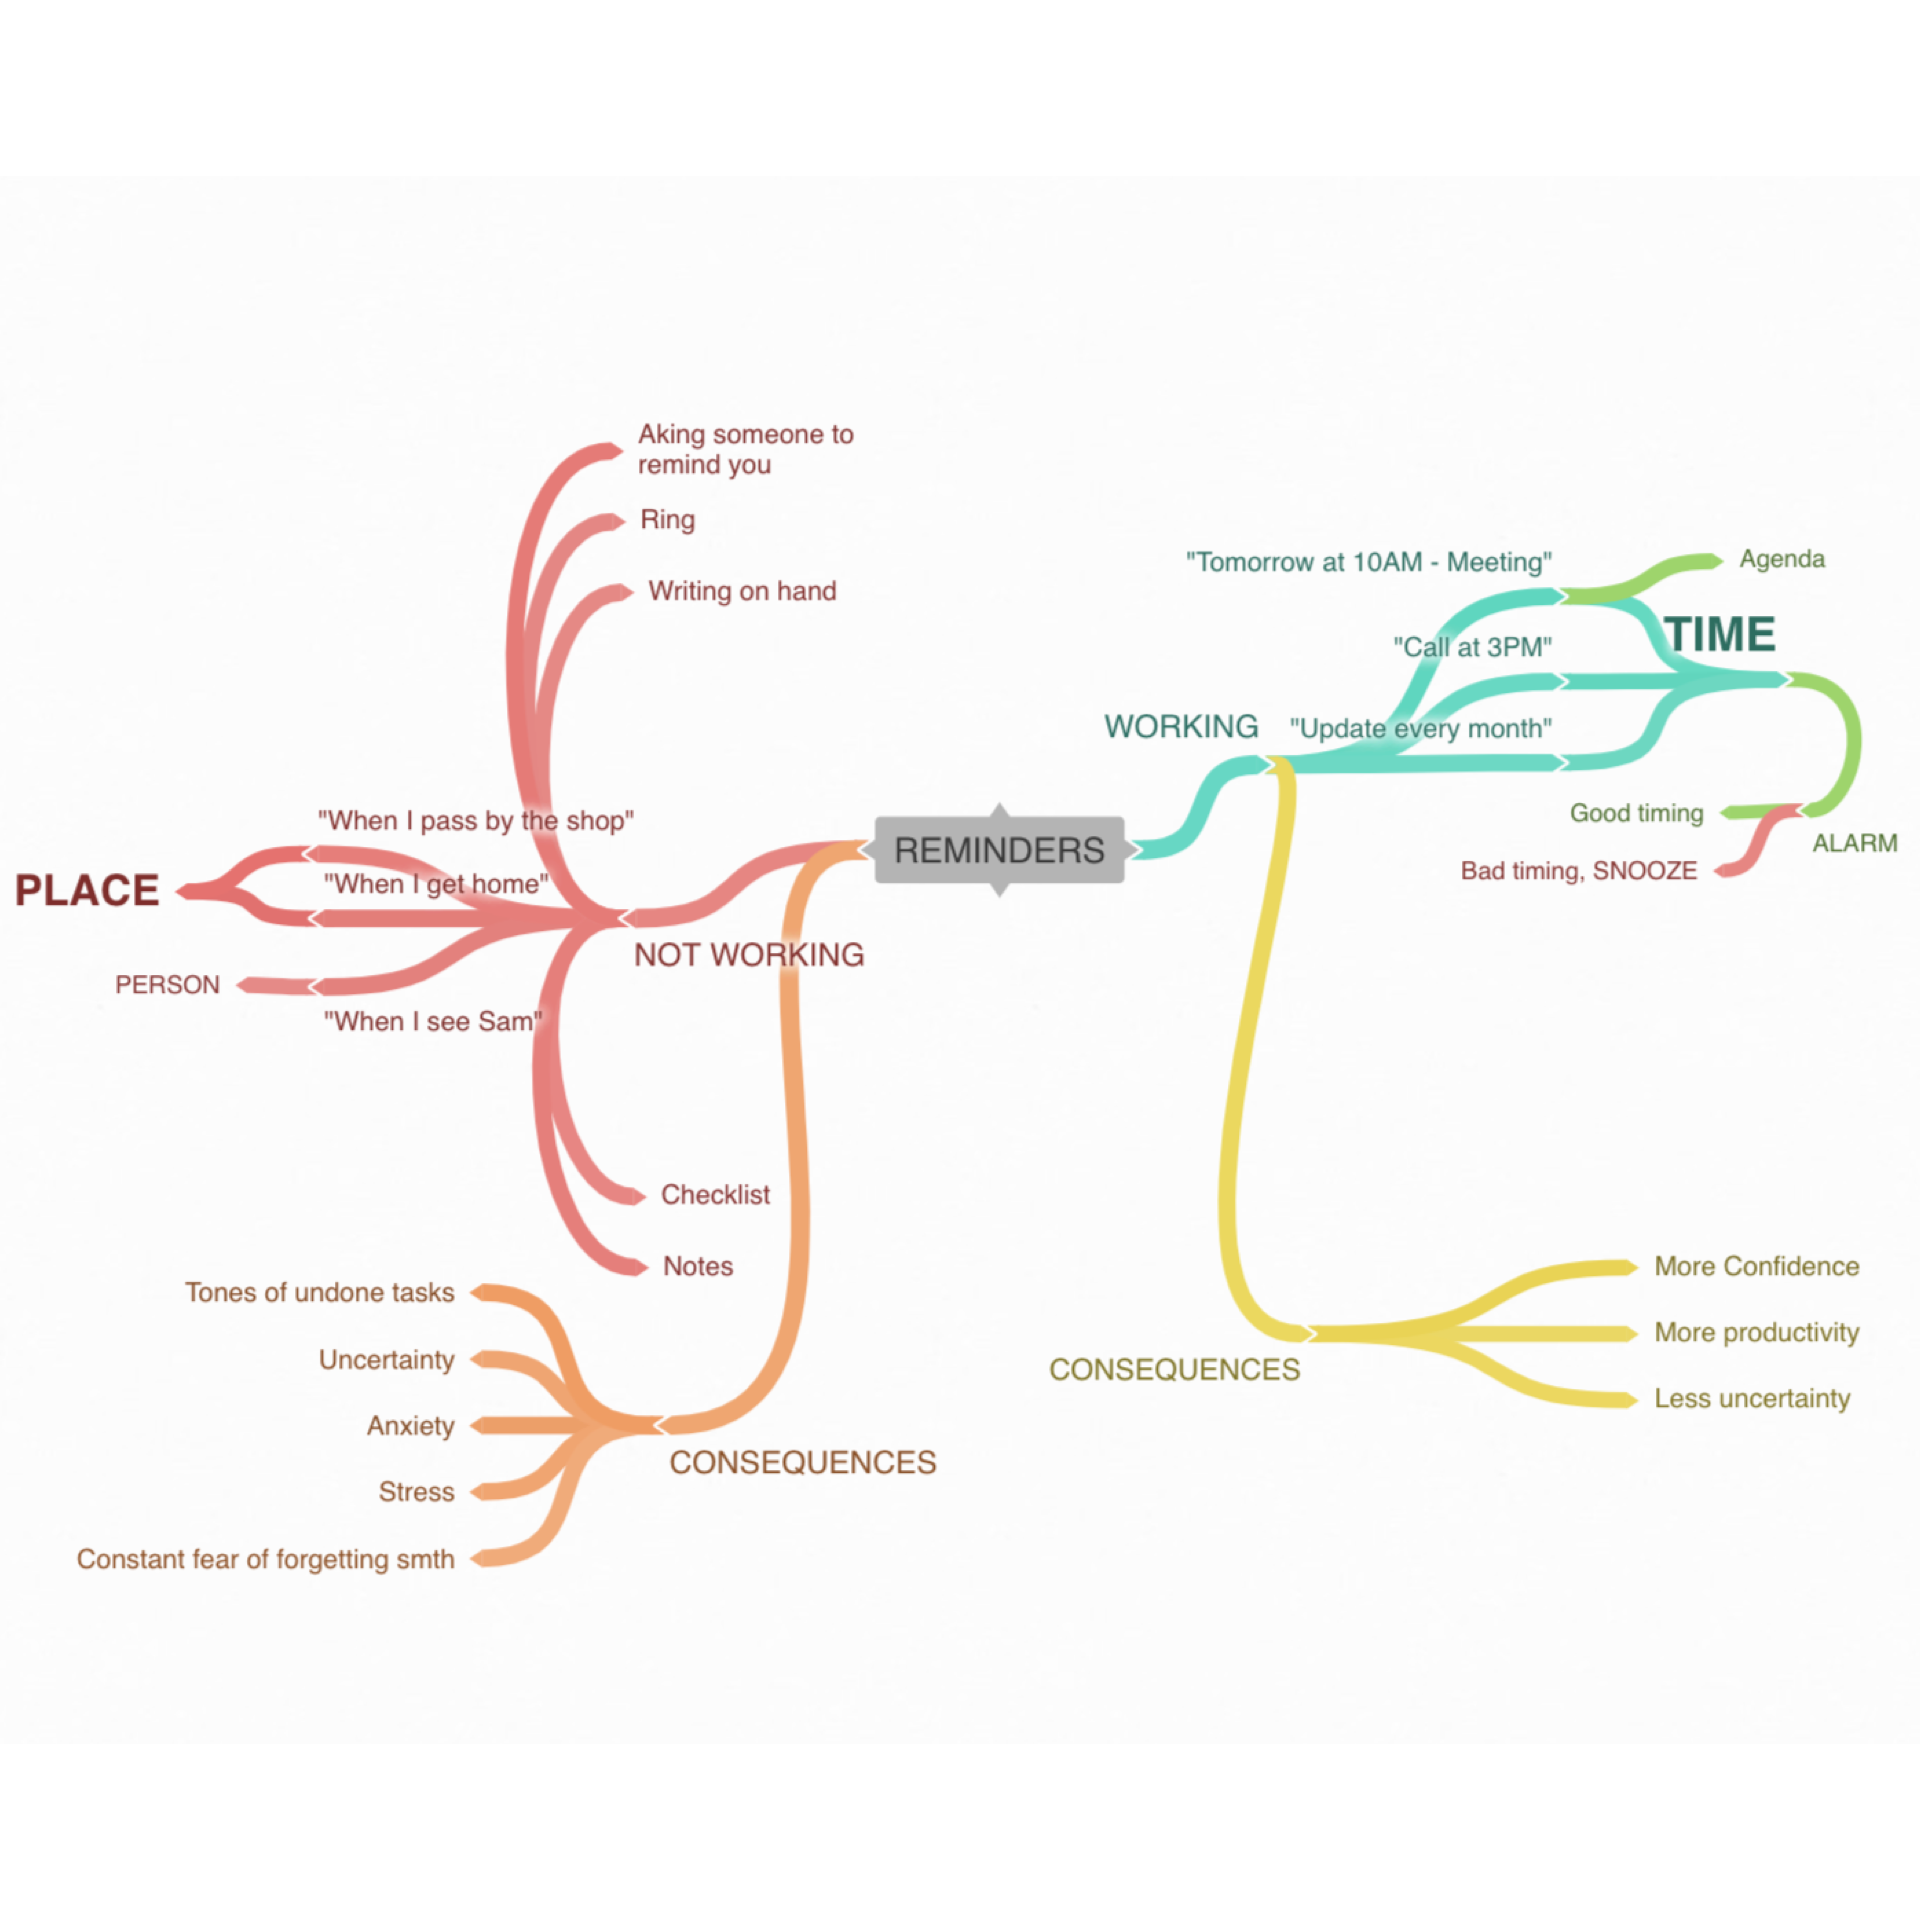 Aking someone to
remind you
Ring
Writing on hand
"When I pass by the shop"
"When I get home"
PLACE
NOT WORKING
PERSON
"When I see Sam"
Checklist
Notes
Tones of undone tasks
Uncertainty
Anxiety
Stress
Constant fear of forgetting smth
CONSEQUENCES
REMINDERS
WORKING
"Tomorrow at 10AM - Meeting"
"Call at 3PM"
"Update every month"
Agenda
TIME
Good timing
ALARM
Bad timing, SNOOZE
CONSEQUENCES
More Confidence
More productivity
Less uncertainty